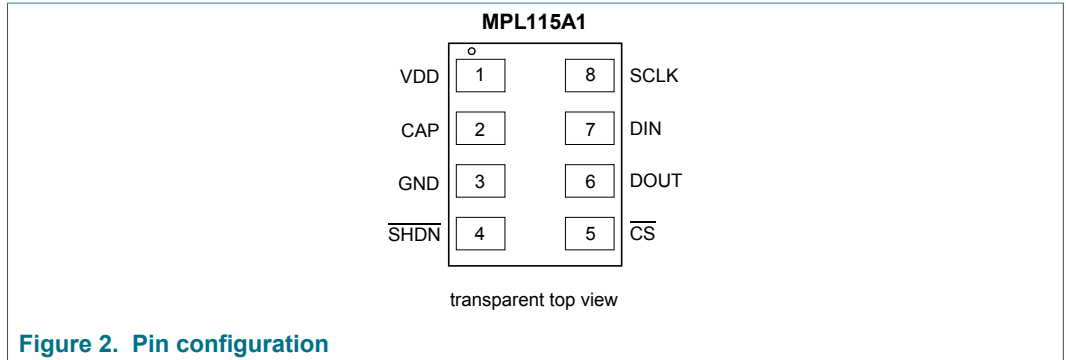 MPL115A1
VDD 1 8 SCLK
CAP 2 7 DIN
GND 3 6 DOUT
SHDN 4 5 CS
transparent top view
Figure 2. Pin configuration